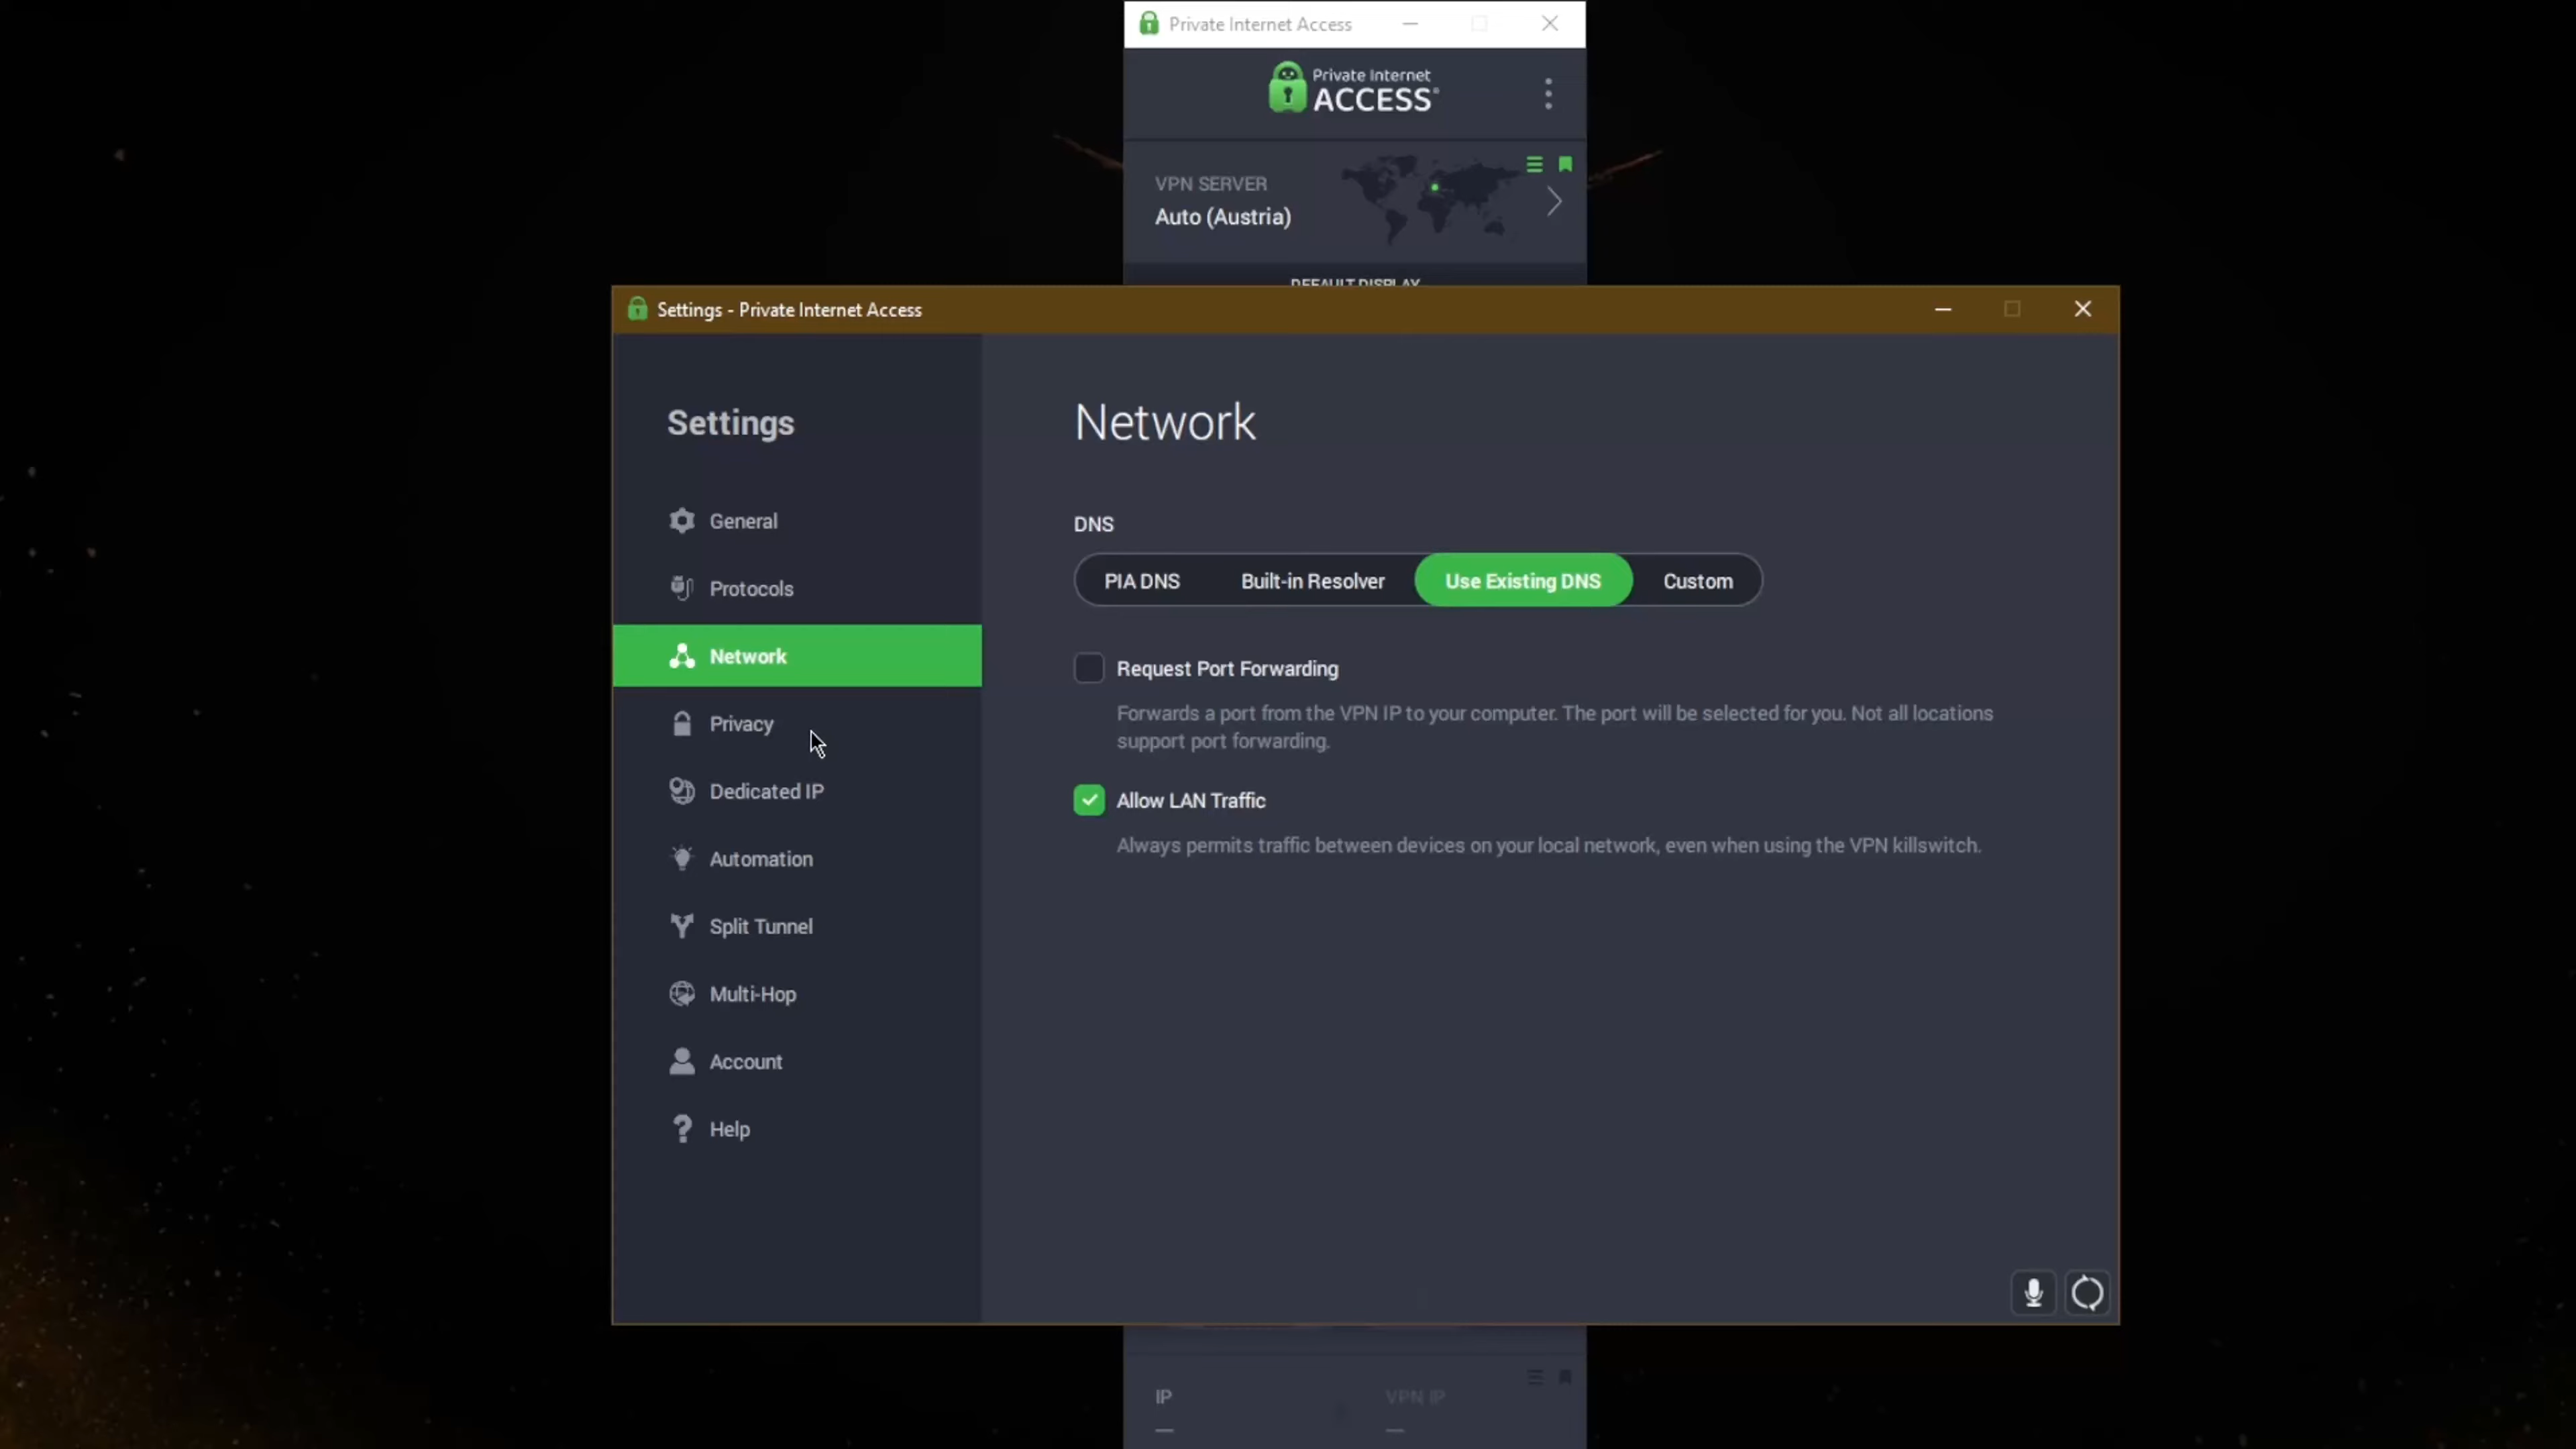 Private Internet Access
Private Internet
ACCESS®
VPN SERVER
Auto (Austria)
DEFAULT DISPLAY
Settings - Private Internet Access
Settings
General
Protocols
Network
Privacy
Dedicated IP
Automation
Split Tunnel
Multi-Hop
Account
Help
Network
DNS
PIA DNS
Built-in Resolver
Use Existing DNS
Custom
Request Port Forwarding
Forwards a port from the VPN IP to your computer. The port will be selected for you. Not all locations
support port forwarding.
Allow LAN Traffic
Always permits traffic between devices on your local network, even when using the VPN killswitch.
IP
VPN IP
—
—